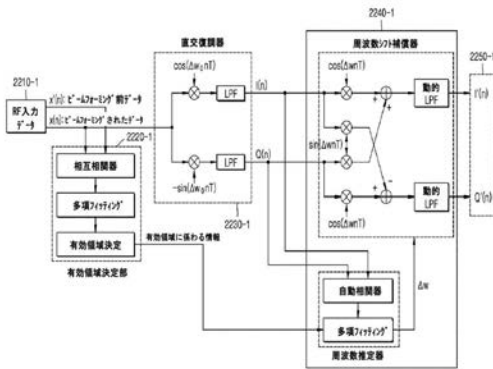 2240-1
直交復調器
周波数シフト補償器
2250-1
2210-1
cos(Δw₀nT)
cos(ΔwnT)
x'(n): ビームフォーミング前データ
RF入力
データ
x(n): ビームフォーミングされたデータ
LPF
I(n)
+
+
動的
LPF
I'(n)
2220-1
sin(ΔwnT)
相互相関器
Q(n)
LPF
-
+
動的
LPF
Q'(n)
多項フィッティング
-sin(Δw₀nT)
cos(ΔwnT)
有効領域決定
2230-1
有効領域に係わる情報
有効領域決定部
Δw
自動相関器
多項フィッティング
周波数推定器